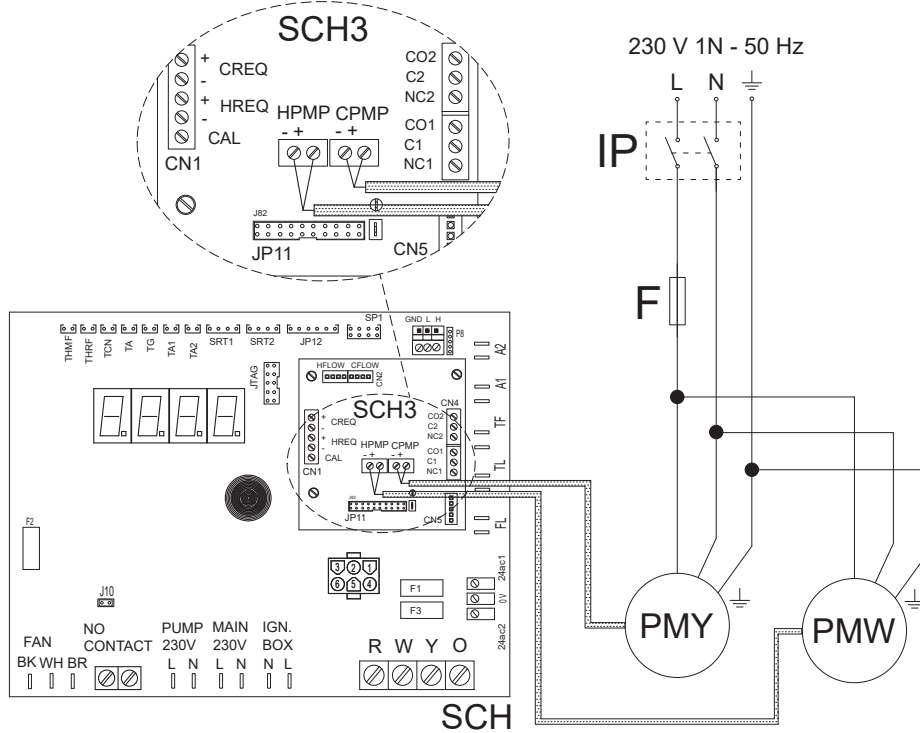 SCH3
+
CREQ
-
+
HREQ
-
CAL
CN1
HPMP CPMP
- + - +
CO2
C2
NC2
CO1
C1
NC1
J82
JP11
CN5
230 V 1N - 50 Hz
L N
IP
F
THMF
THRF
TCN
TA
TG
TA1
TA2
SRT1
SRT2
JP12
SP1
GND L H
P8
A2
A1
TF
TL
FL
JTAG
HFLOW CFLOW
CN2
SCH3
CN4
+
CREQ
-
+
HREQ
-
CAL
CN1
HPMP CPMP
- + - +
CO2
C2
NC2
CO1
C1
NC1
J82
JP11
CN5
F2
J10
3 2 1
6 5 4
F1
F3
24ac1
0V
24ac2
FAN
BK WH BR
NO
CONTACT
PUMP
230V
L N
MAIN
230V
L N
IGN.
BOX
N L
R W Y O
SCH
PMY
PMW